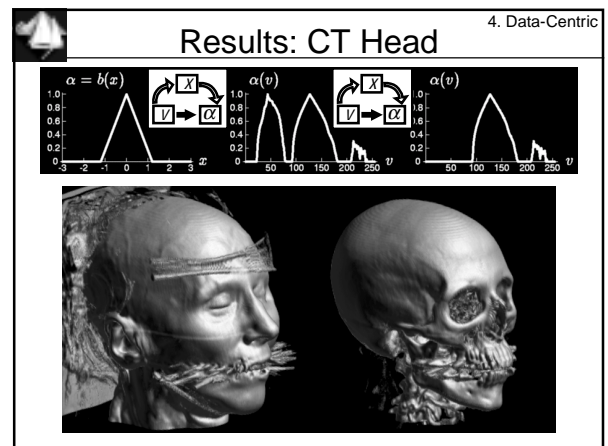 4. Data-Centric
Results: CT Head
α = b(x)
1.0
0.8
0.6
0.4
0.2
0
-3 -2 -1 0 1 2 3 x
X
V α
α(v)
1.0
0.8
0.6
0.4
0.2
0
50 100 150 200 250 v
X
V α
α(v)
1.0
0.8
0.6
0.4
0.2
0
50 100 150 200 250 v